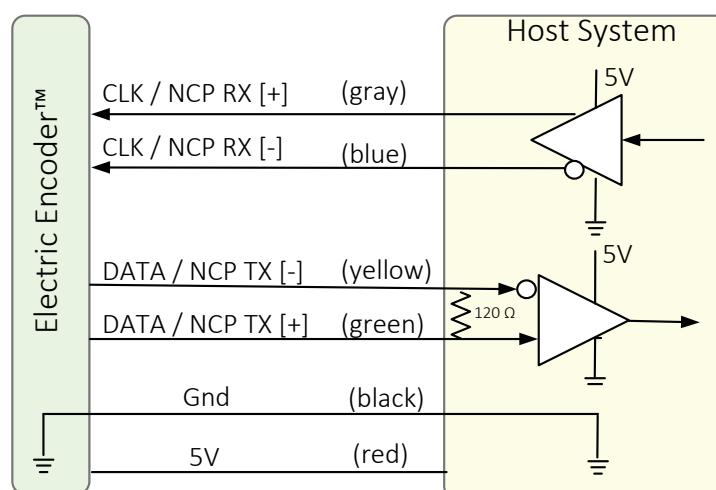 Host System
Electric Encoder™
CLK / NCP RX [+] (gray)
5V
CLK / NCP RX [-] (blue)
DATA / NCP TX [-] (yellow)
5V
120 Ω
DATA / NCP TX [+] (green)
Gnd (black)
5V (red)